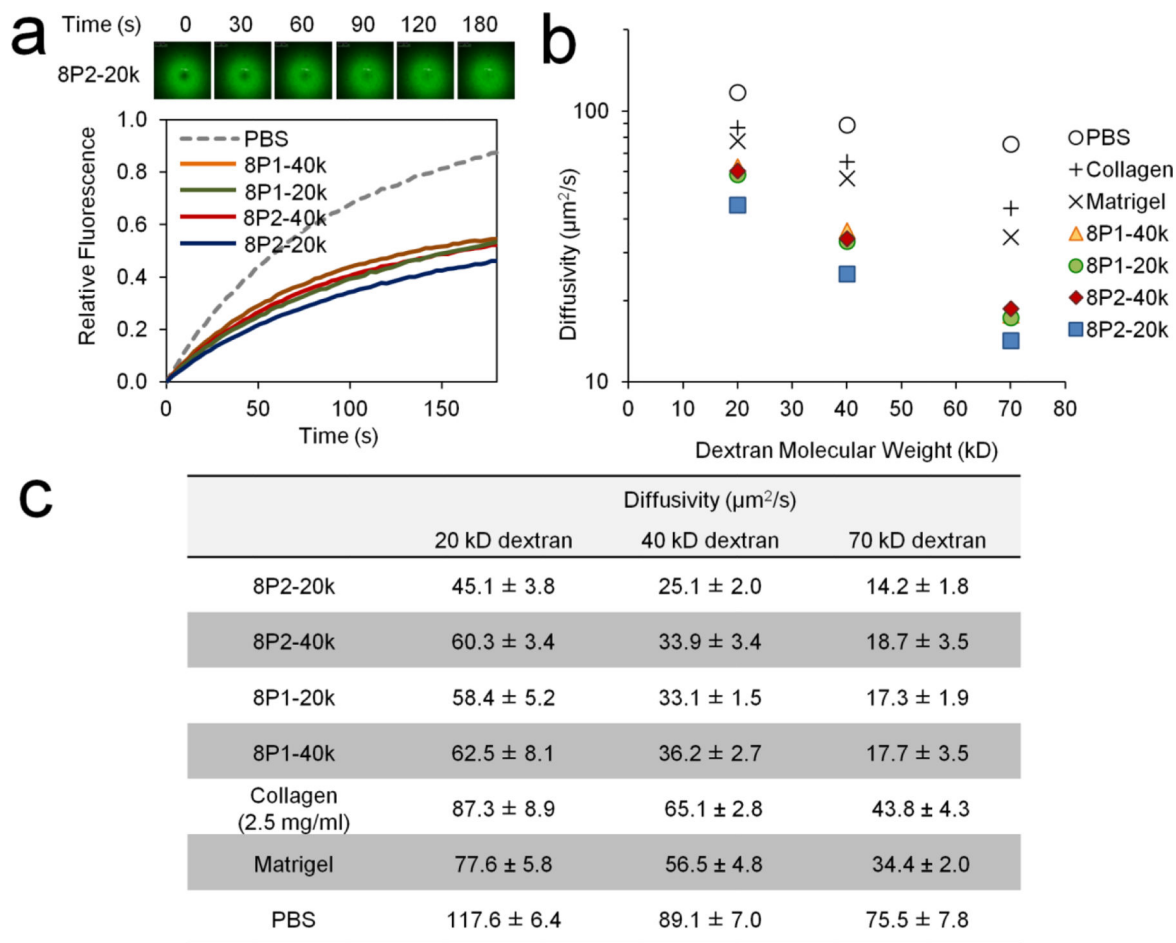 a
Time (s) 0 30 60 90 120 180
8P2-20k
1.0
0.8
0.6
0.4
0.2
0.0
Relative Fluorescence
PBS
8P1-40k
8P1-20k
8P2-40k
8P2-20k
0 50 100 150
Time (s)
b
100
10
Diffusivity (µm²/s)
0 10 20 30 40 50 60 70 80
Dextran Molecular Weight (kD)
PBS
Collagen
Matrigel
8P1-40k
8P1-20k
8P2-40k
8P2-20k
c
Diffusivity (µm²/s)
20 kD dextran 40 kD dextran 70 kD dextran
8P2-20k 45.1 ± 3.8 25.1 ± 2.0 14.2 ± 1.8
8P2-40k 60.3 ± 3.4 33.9 ± 3.4 18.7 ± 3.5
8P1-20k 58.4 ± 5.2 33.1 ± 1.5 17.3 ± 1.9
8P1-40k 62.5 ± 8.1 36.2 ± 2.7 17.7 ± 3.5
Collagen
(2.5 mg/ml) 87.3 ± 8.9 65.1 ± 2.8 43.8 ± 4.3
Matrigel 77.6 ± 5.8 56.5 ± 4.8 34.4 ± 2.0
PBS 117.6 ± 6.4 89.1 ± 7.0 75.5 ± 7.8